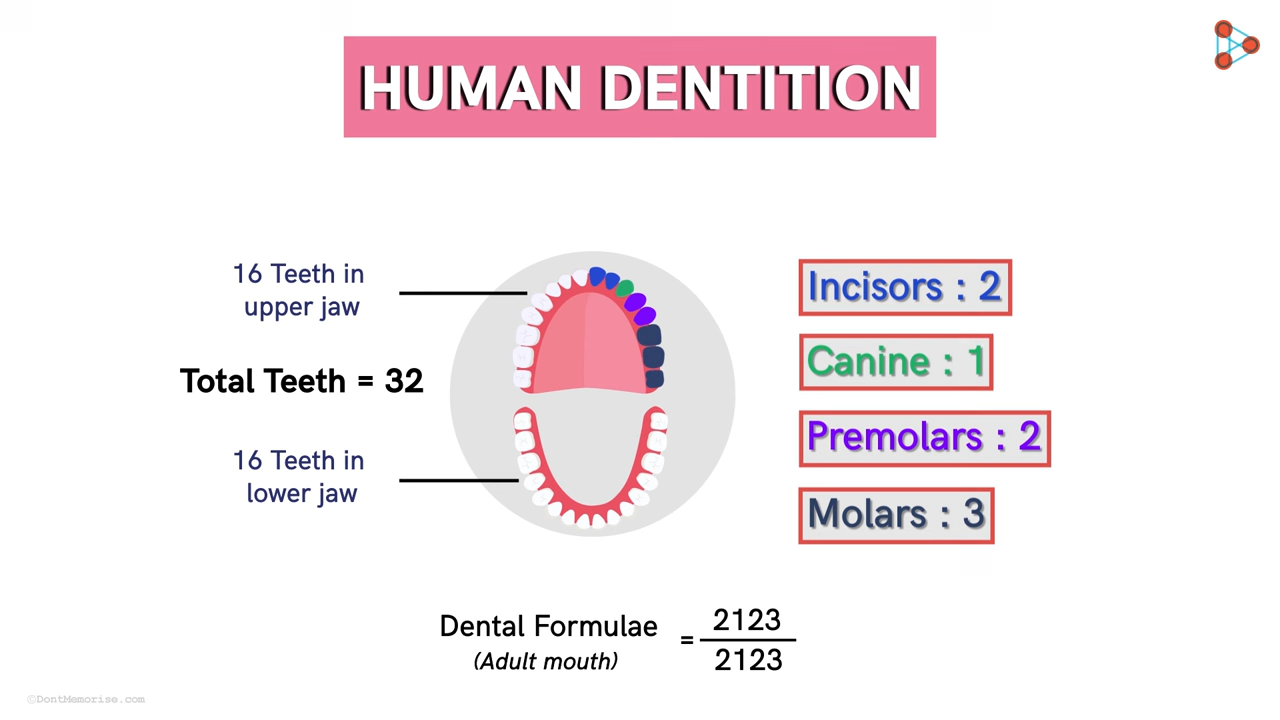 HUMAN DENTITION
16 Teeth in
upper jaw
Total Teeth = 32
16 Teeth in
lower jaw
Incisors : 2
Canine : 1
Premolars : 2
Molars : 3
Dental Formulae
(Adult mouth)
=
2123
2123
©DontMemorise.com